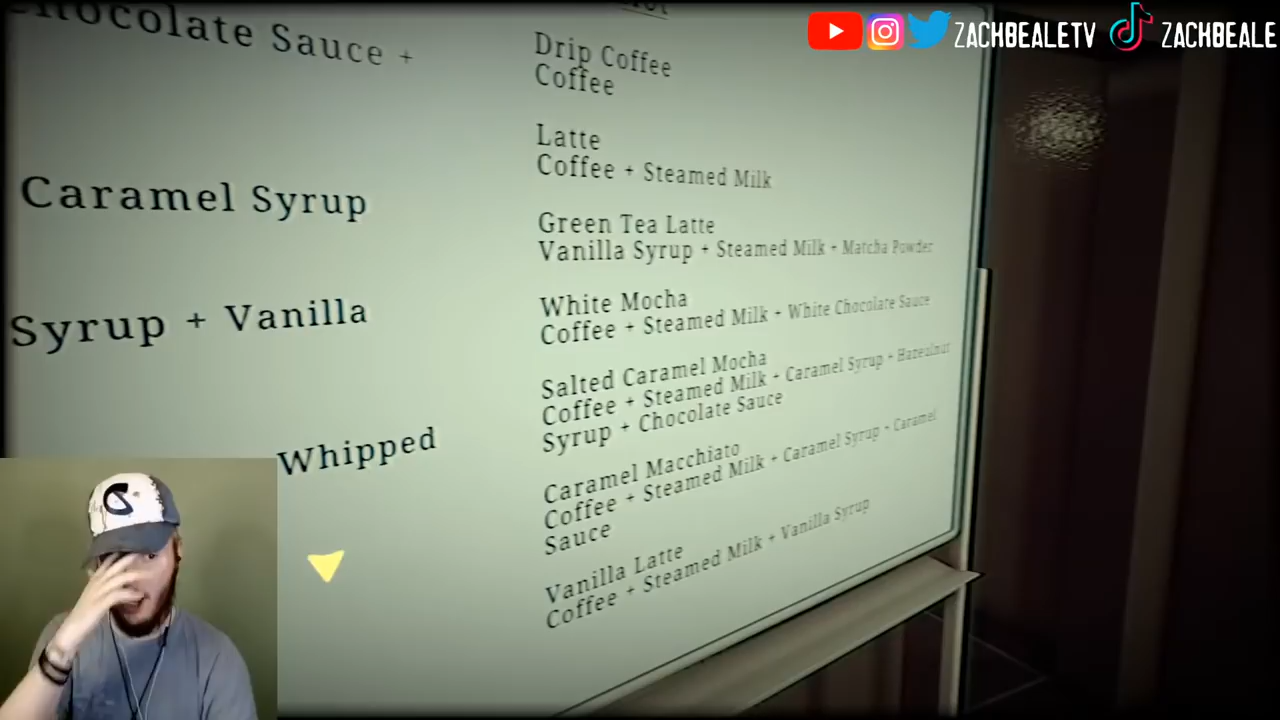 ZACHBEALETV ZACHBEALE
Chocolate Sauce +
Caramel Syrup
Syrup + Vanilla
Whipped
Drip Coffee
Coffee
Latte
Coffee + Steamed Milk
Green Tea Latte
Vanilla Syrup + Steamed Milk + Matcha Powder
White Mocha
Coffee + Steamed Milk + White Chocolate Sauce
Salted Caramel Mocha
Coffee + Steamed Milk + Caramel Syrup + Hazelnut
Syrup + Chocolate Sauce
Caramel Macchiato
Coffee + Steamed Milk + Caramel Syrup + Caramel
Sauce
Vanilla Latte
Coffee + Steamed Milk + Vanilla Syrup